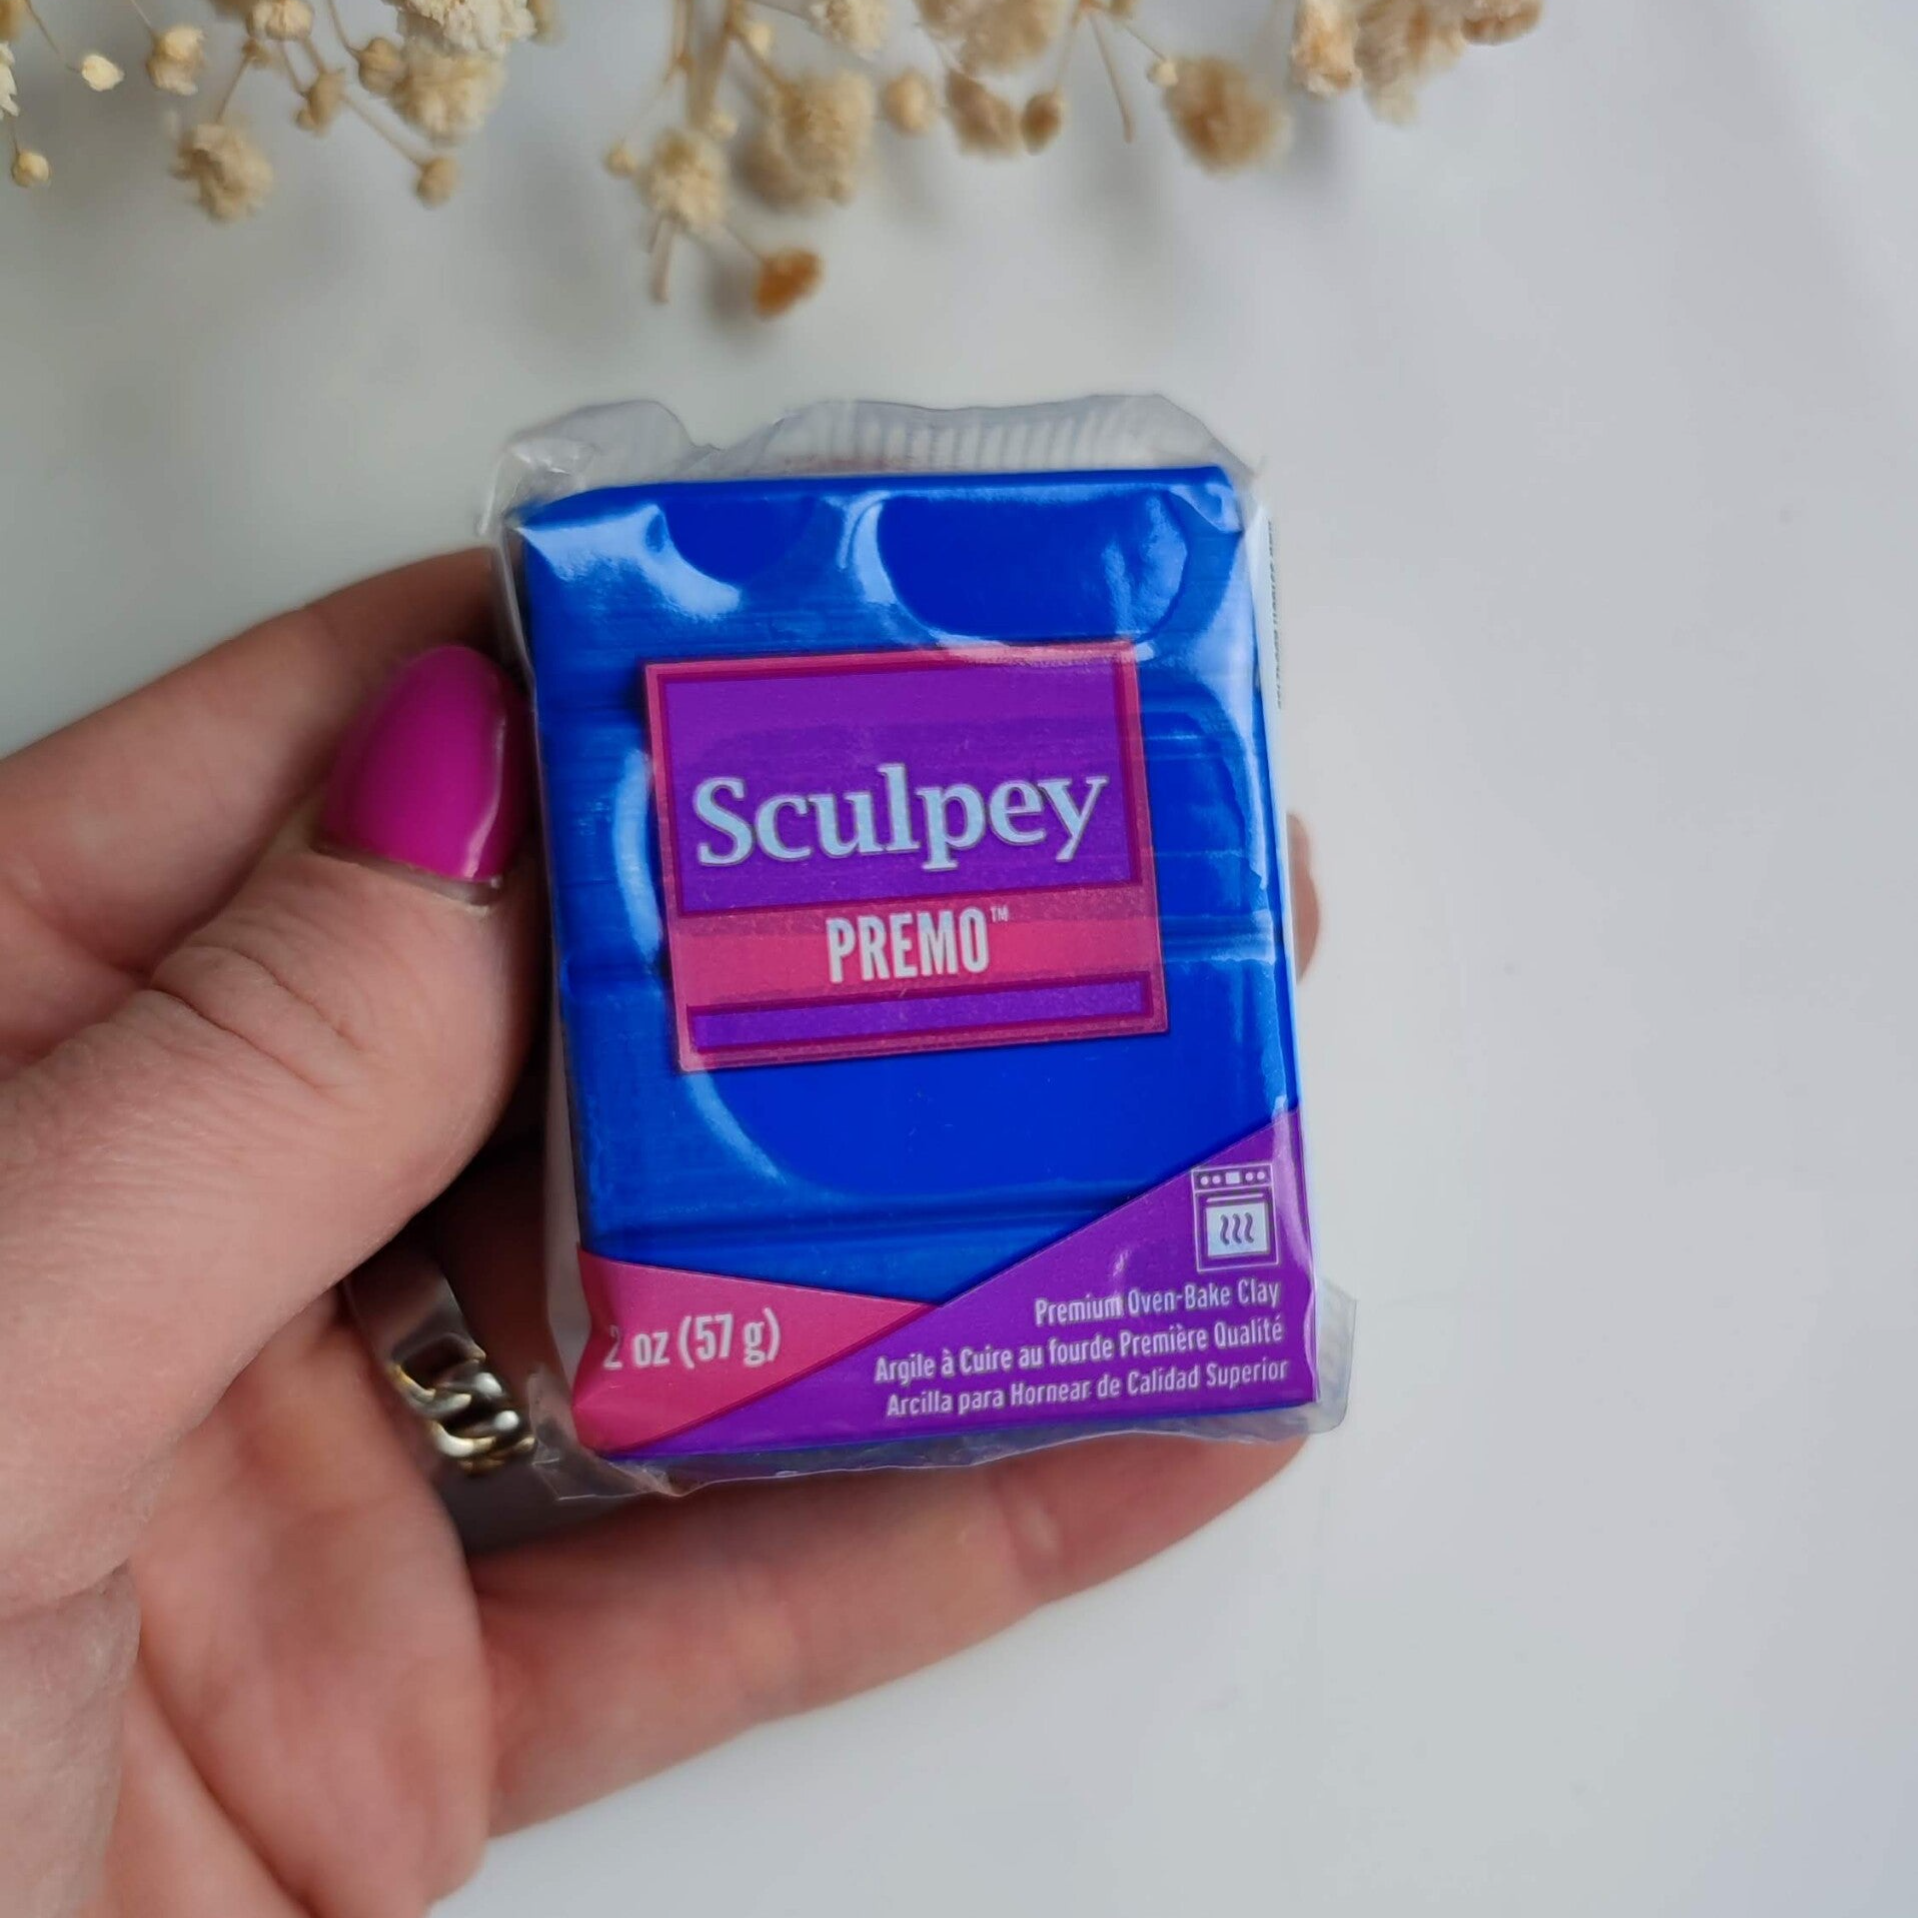 Sculpey
PREMO™
2 oz (57 g)
Premium Oven-Bake Clay
Argile à Cuire au fourde Première Qualité
Arcilla para Hornear de Calidad Superior